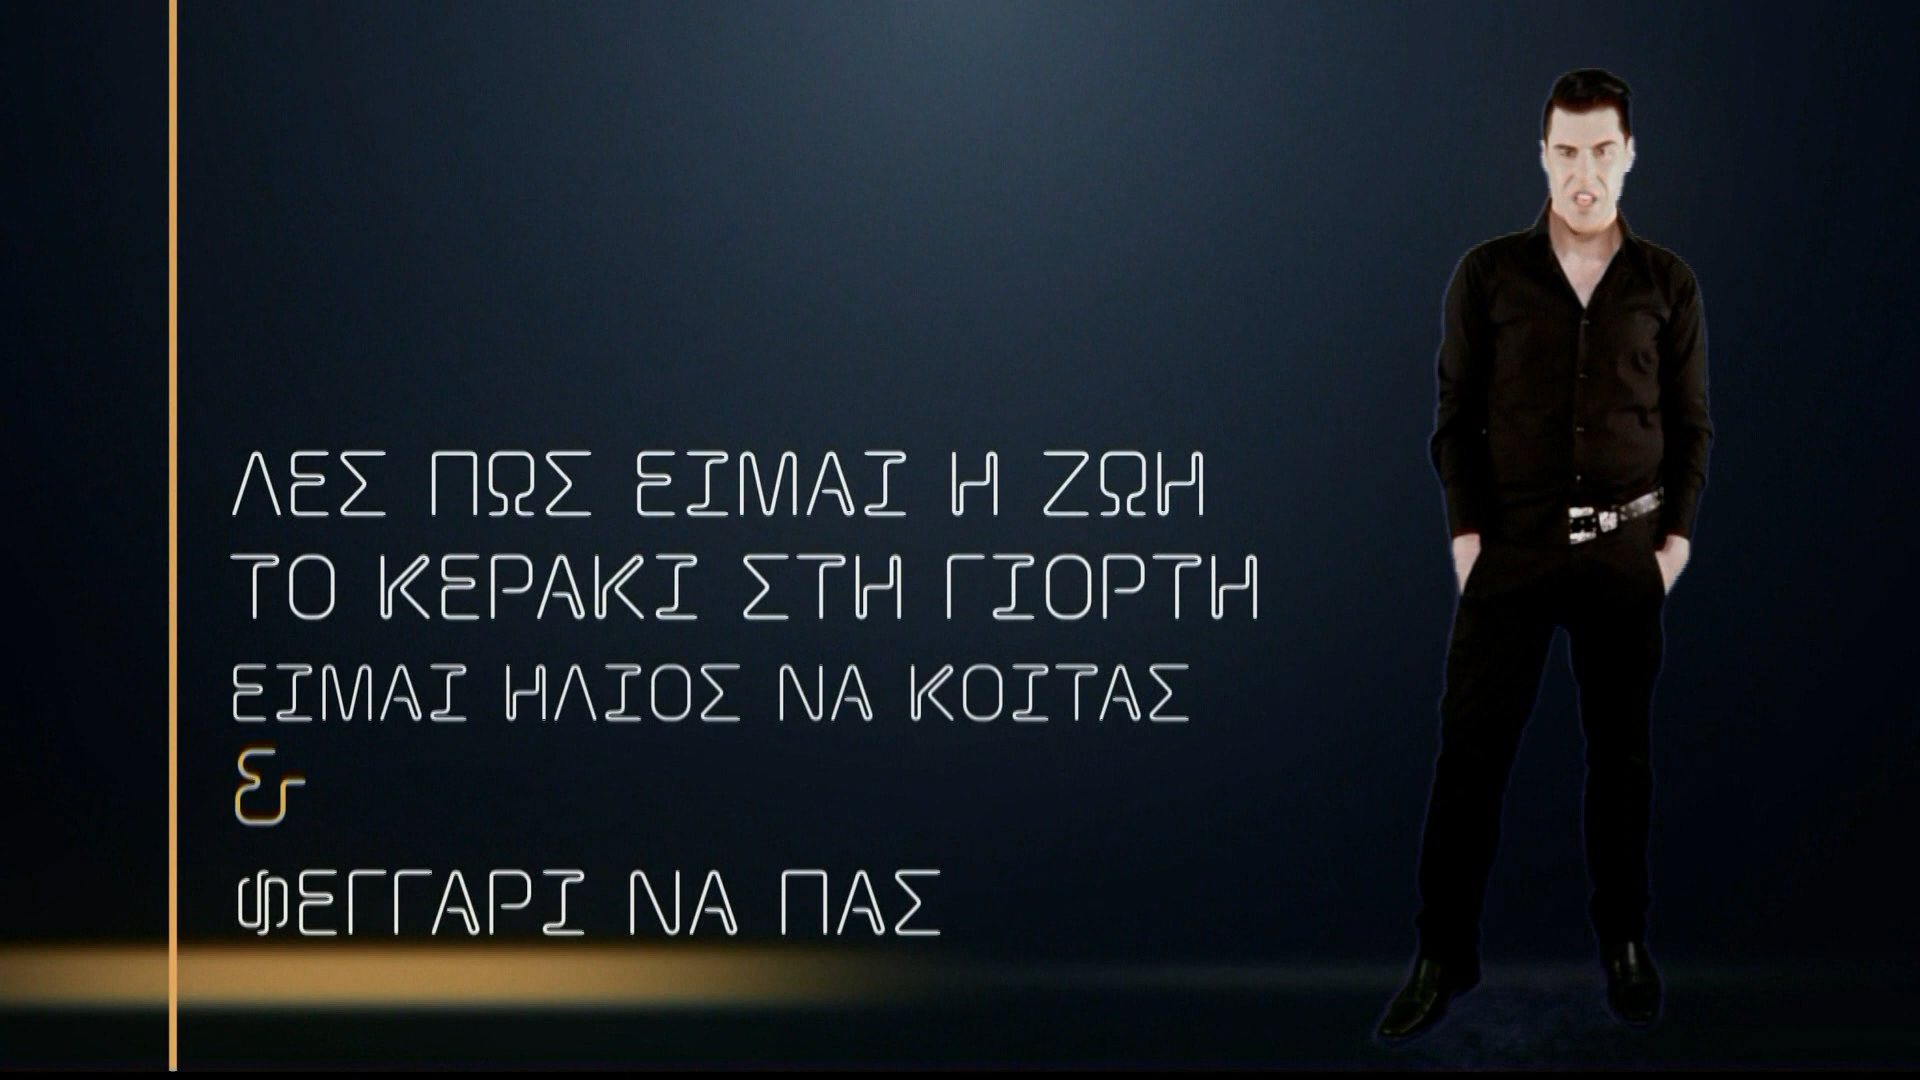 ΛΕΣ ΠΩΣ ΕΙΜΑΙ Η ΖΩΗ
ΤΟ ΚΕΡΑΚΙ ΣΤΗ ΓΙΟΡΤΗ
ΕΙΜΑΙ ΗΛΙΟΣ ΝΑ ΚΟΙΤΑΣ
&
ΦΕΓΓΑΡΙ ΝΑ ΠΑΣ